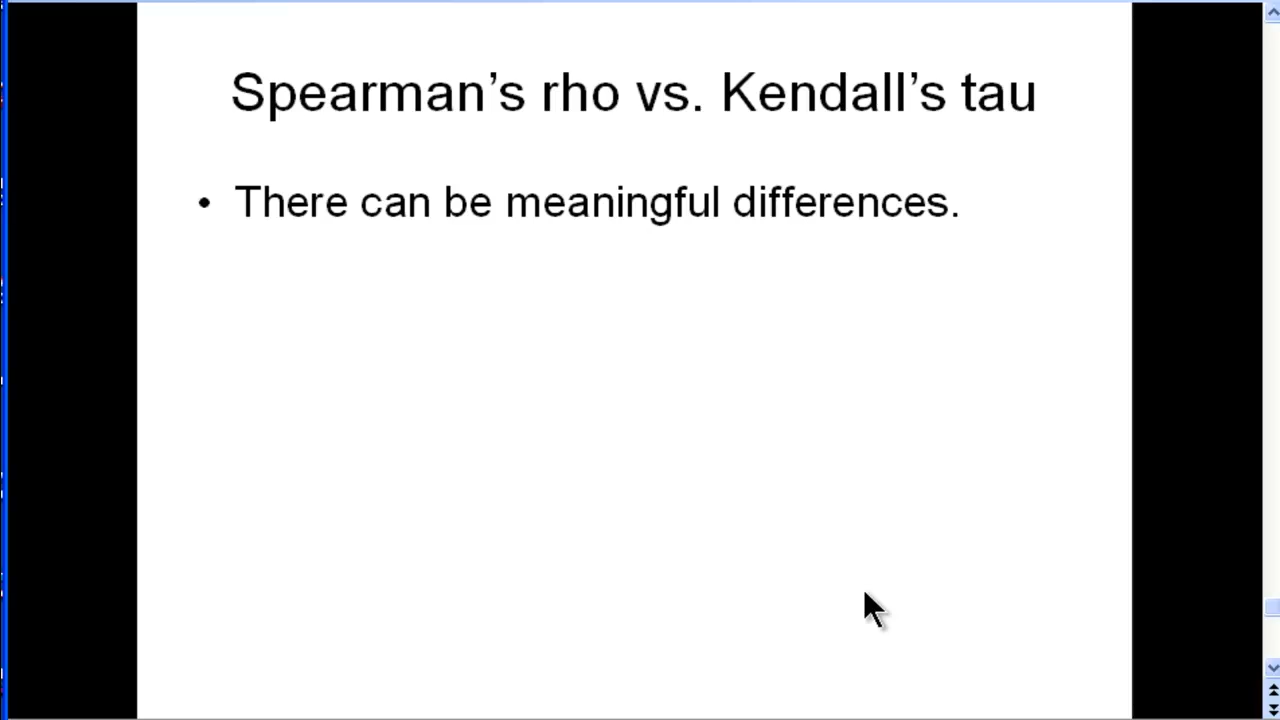 Spearman’s rho vs. Kendall’s tau
• There can be meaningful differences.